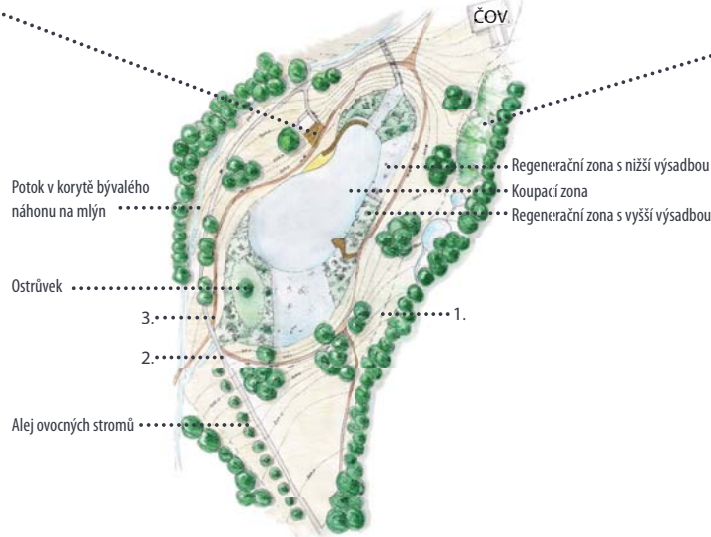 ČOV
Regenerační zona s nižší výsadbou
Koupací zona
Regenerační zona s vyšší výsadbou
Potok v korytě bývalého
náhonu na mlýn
Ostrůvek
3.
1.
2.
Alej ovocných stromů